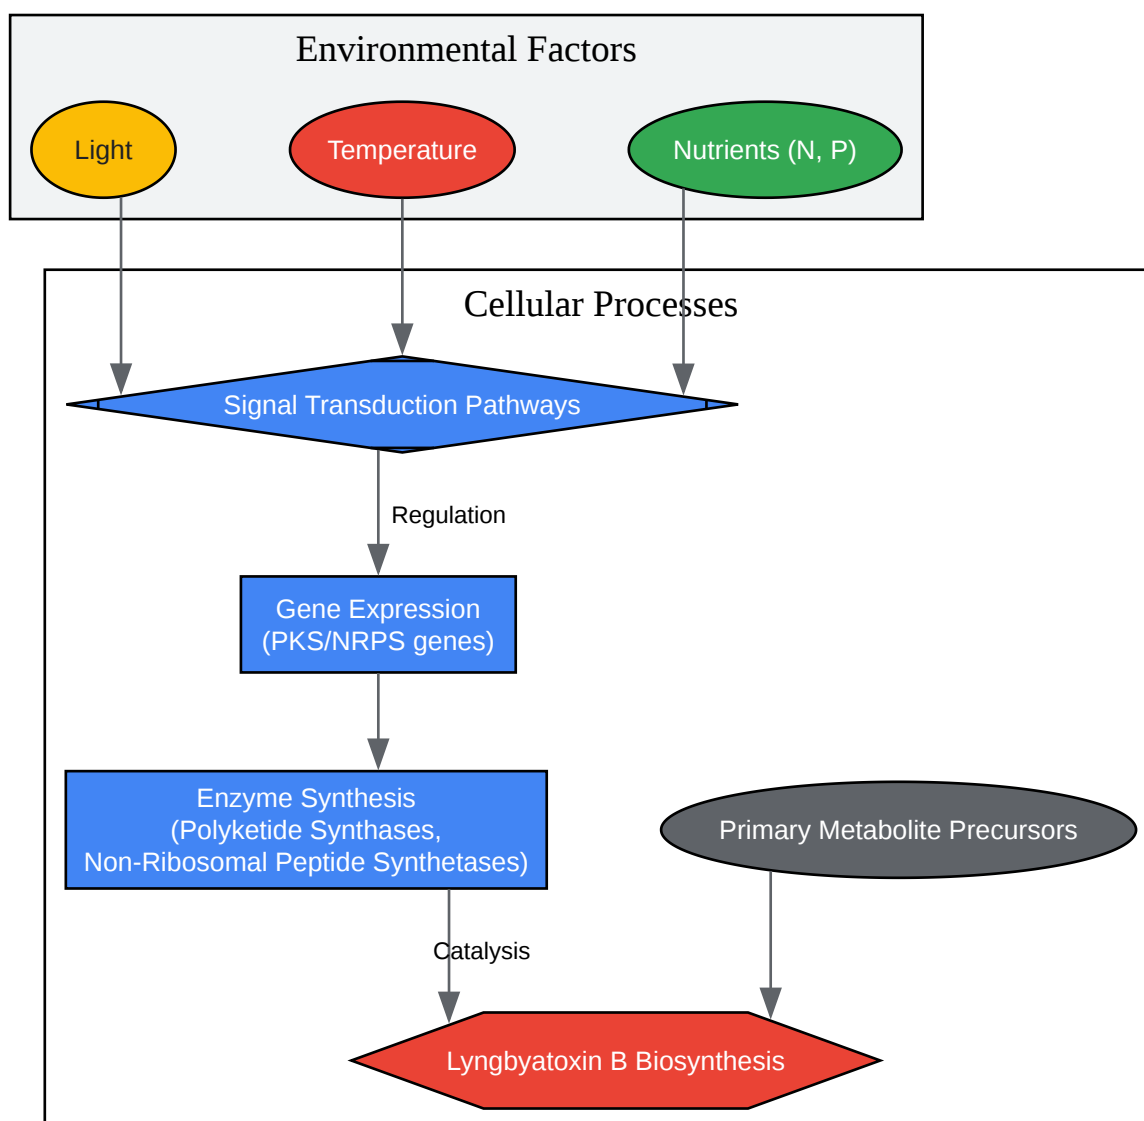 Environmental Factors
Light
Temperature
Nutrients (N, P)
Cellular Processes
Signal Transduction Pathways
Regulation
Gene Expression
(PKS/NRPS genes)
Enzyme Synthesis
(Polyketide Synthases,
Non-Ribosomal Peptide Synthetases)
Primary Metabolite Precursors
Catalysis
Lyngbyatoxin B Biosynthesis